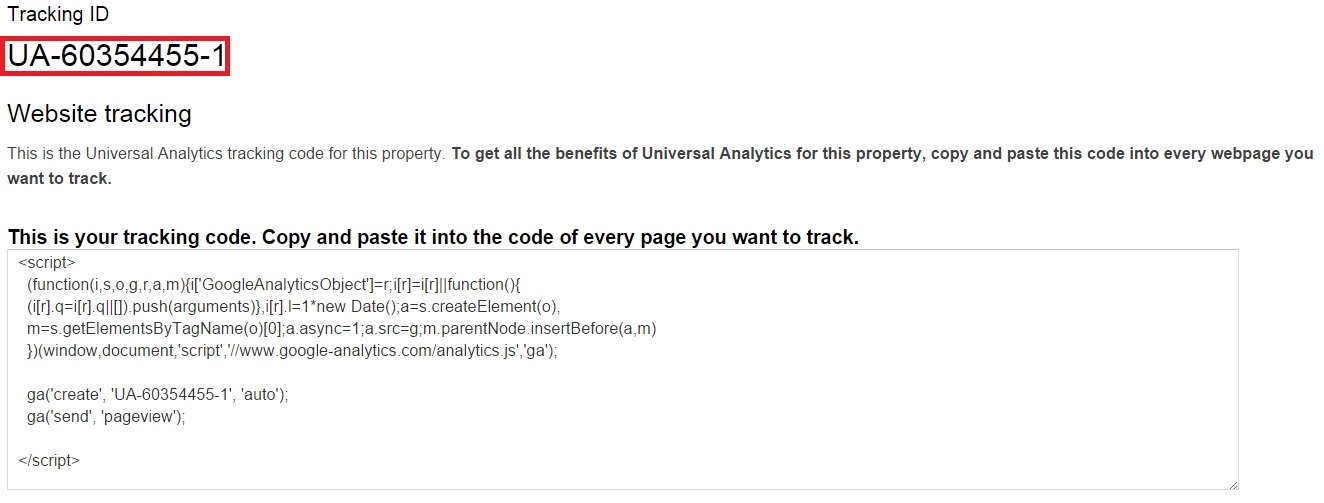 Tracking ID
UA-60354455-1
Website tracking
This is the Universal Analytics tracking code for this property. To get all the benefits of Universal Analytics for this property, copy and paste this code into every webpage you
want to track.
This is your tracking code. Copy and paste it into the code of every page you want to track.
<script>
(function(i,s,o,g,r,a,m){i['GoogleAnalyticsObject']=r;i[r]=i[r]||function(){
(i[r].q=i[r].q||[]).push(arguments)},i[r].l=1*new Date();a=s.createElement(o),
m=s.getElementsByTagName(o)[0];a.async=1;a.src=g;m.parentNode.insertBefore(a,m)
})(window,document,'script','//www.google-analytics.com/analytics.js','ga');
ga('create', 'UA-60354455-1', 'auto');
ga('send', 'pageview');
</script>